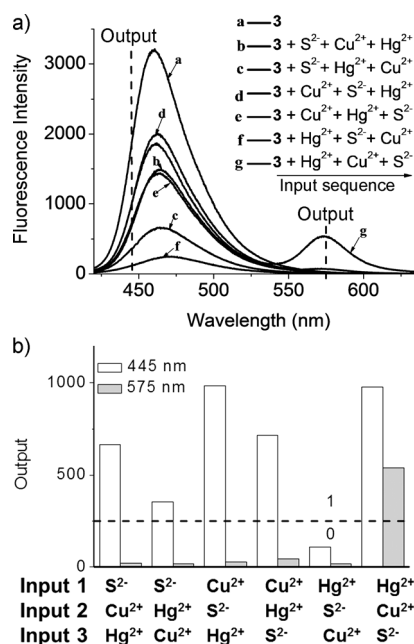 a)
Output
a — 3
b — 3 + S²⁻ + Cu²⁺ + Hg²⁺
c — 3 + S²⁻ + Hg²⁺ + Cu²⁺
d — 3 + Cu²⁺ + S²⁻ + Hg²⁺
e — 3 + Cu²⁺ + Hg²⁺ + S²⁻
f — 3 + Hg²⁺ + S²⁻ + Cu²⁺
g — 3 + Hg²⁺ + Cu²⁺ + S²⁻
Input sequence
Output
a
d
b
e
c
f
g
Fluorescence Intensity
3000
2000
1000
0
450 500 550 600
Wavelength (nm)
b)
445 nm
575 nm
Output
1000
500
0
1
0
Input 1 S²⁻ S²⁻ Cu²⁺ Cu²⁺ Hg²⁺ Hg²⁺
Input 2 Cu²⁺ Hg²⁺ S²⁻ Hg²⁺ S²⁻ Cu²⁺
Input 3 Hg²⁺ Cu²⁺ Hg²⁺ S²⁻ Cu²⁺ S²⁻